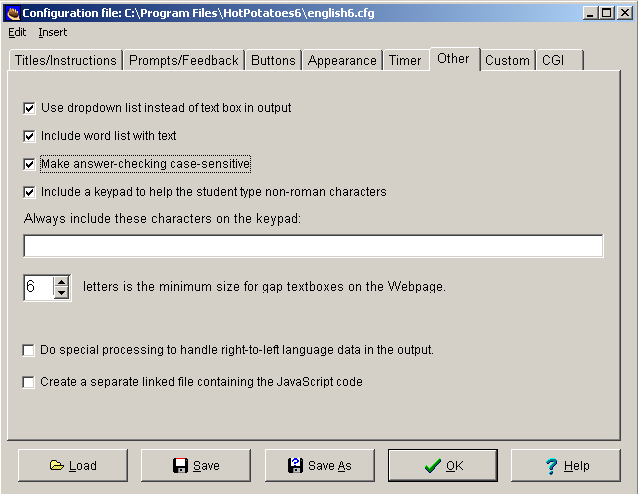 Configuration file: C:\Program Files\HotPotatoes6\english6.cfg
Edit Insert
Titles/Instructions Prompts/Feedback Buttons Appearance Timer Other Custom CGI
Use dropdown list instead of text box in output
Include word list with text
Make answer-checking case-sensitive
Include a keypad to help the student type non-roman characters
Always include these characters on the keypad:
6 letters is the minimum size for gap textboxes on the Webpage.
Do special processing to handle right-to-left language data in the output.
Create a separate linked file containing the JavaScript code
Load Save Save As OK Help